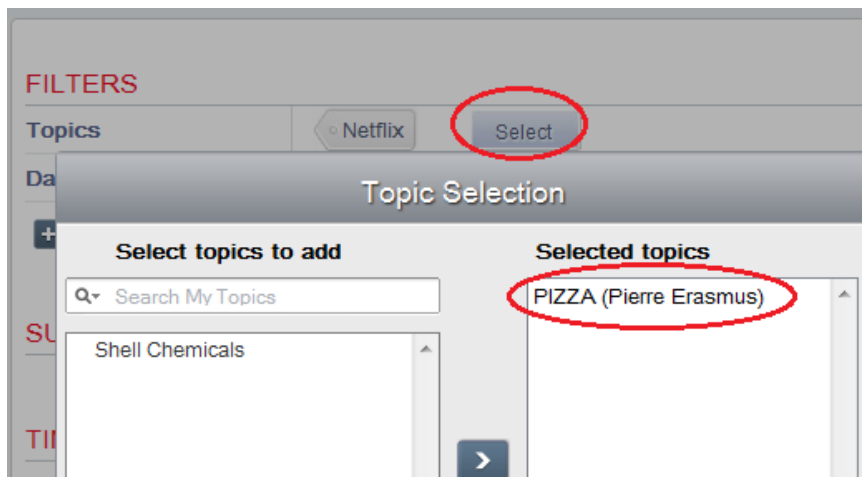 FILTERS
Topics
Netflix
Select
Da
Topic Selection
Select topics to add
Selected topics
Search My Topics
PIZZA (Pierre Erasmus)
Shell Chemicals
SU